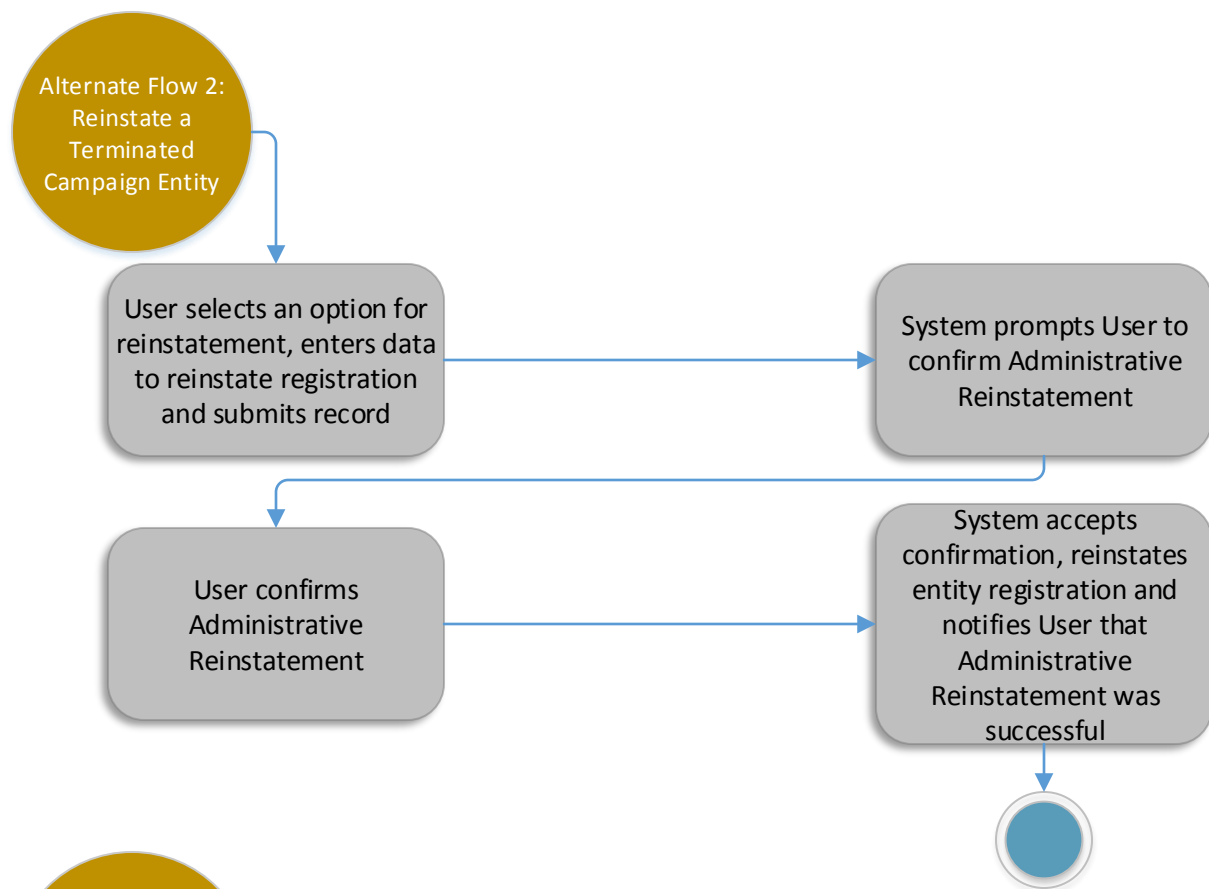 Alternate Flow 2:
Reinstate a
Terminated
Campaign Entity
User selects an option for
reinstatement, enters data
to reinstate registration
and submits record
System prompts User to
confirm Administrative
Reinstatement
User confirms
Administrative
Reinstatement
System accepts
confirmation, reinstates
entity registration and
notifies User that
Administrative
Reinstatement was
successful